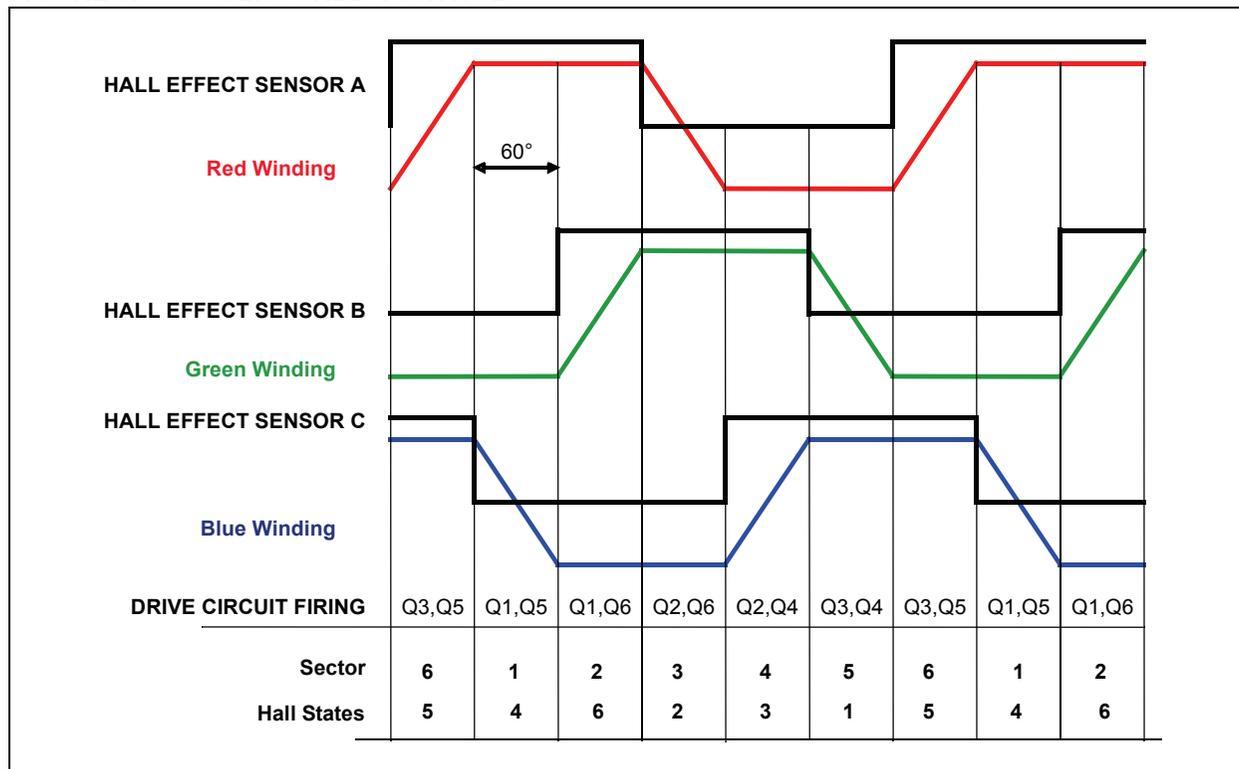 HALL EFFECT SENSOR A
Red Winding
60°
HALL EFFECT SENSOR B
Green Winding
HALL EFFECT SENSOR C
Blue Winding
DRIVE CIRCUIT FIRING Q3,Q5 Q1,Q5 Q1,Q6 Q2,Q6 Q2,Q4 Q3,Q4 Q3,Q5 Q1,Q5 Q1,Q6
Sector 6 1 2 3 4 5 6 1 2
Hall States 5 4 6 2 3 1 5 4 6